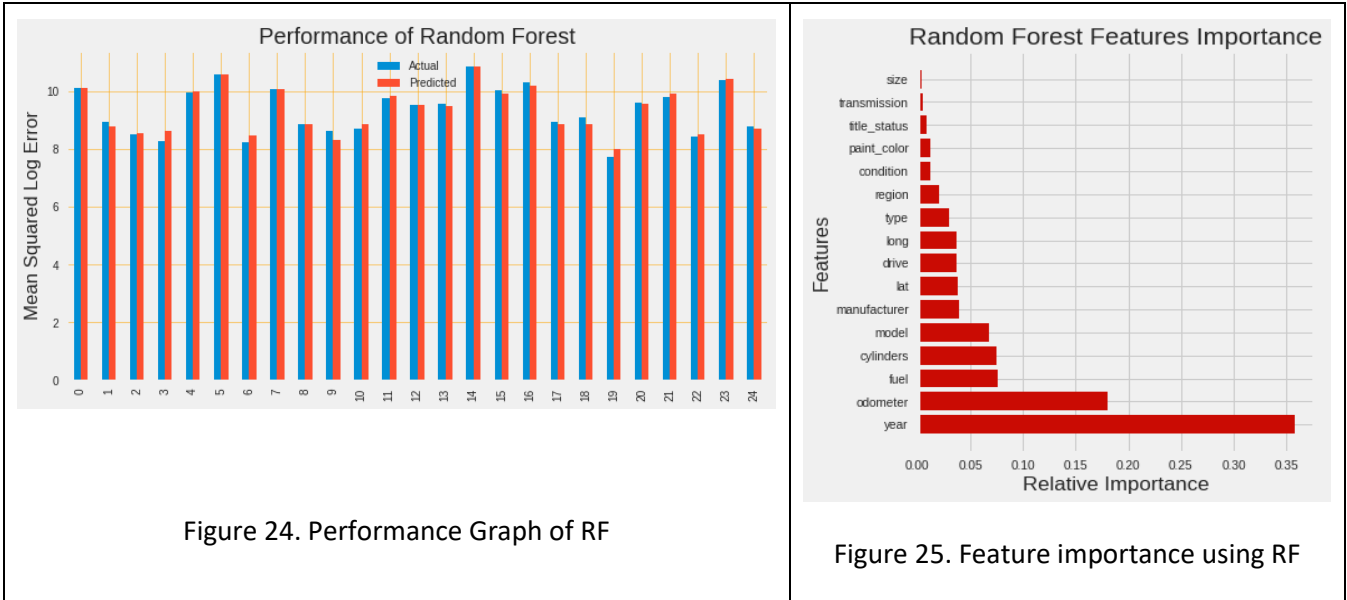 Performance of Random Forest
Actual
Predicted
Mean Squared Log Error
10
8
6
4
2
0
0 1 2 3 4 5 6 7 8 9 10 11 12 13 14 15 16 17 18 19 20 21 22 23 24
Figure 24. Performance Graph of RF
Random Forest Features Importance
Features
size
transmission
title_status
paint_color
condition
region
type
long
drive
lat
manufacturer
model
cylinders
fuel
odometer
year
0.00 0.05 0.10 0.15 0.20 0.25 0.30 0.35
Relative Importance
Figure 25. Feature importance using RF